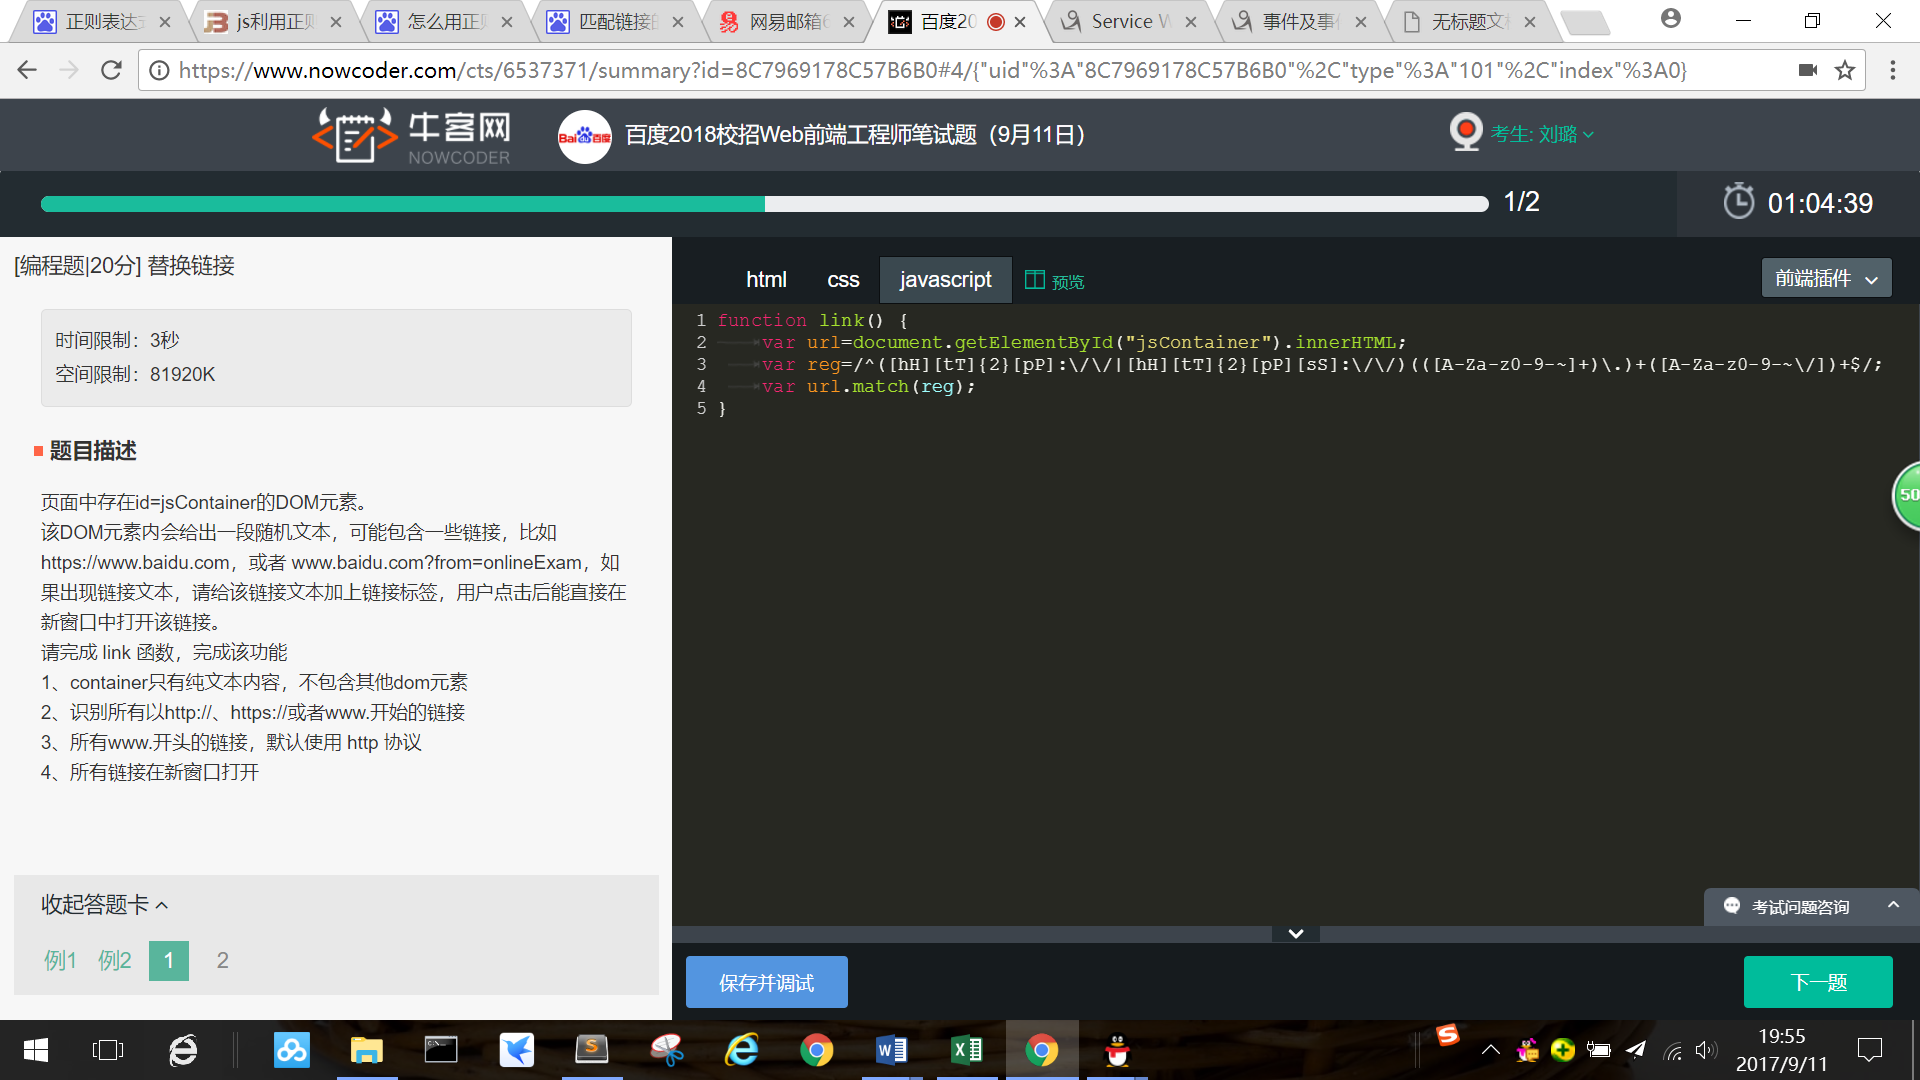 正则表达式
js利用正则
怎么用正则
匹配链接的
网易邮箱6
百度20
Service W
事件及事件
无标题文档
https://www.nowcoder.com/cts/6537371/summary?id=8C7969178C57B6B0#4/{"uid"%3A"8C7969178C57B6B0"%2C"type"%3A"101"%2C"index"%3A0}
牛客网
NOWCODER
Bai百度
百度2018校招Web前端工程师笔试题（9月11日）
考生: 刘璐
1/2
01:04:39
[编程题|20分] 替换链接
时间限制：3秒
空间限制：81920K
题目描述
页面中存在id=jsContainer的DOM元素。
该DOM元素内会给出一段随机文本，可能包含一些链接，比如
https://www.baidu.com，或者 www.baidu.com?from=onlineExam，如
果出现链接文本，请给该链接文本加上链接标签，用户点击后能直接在
新窗口中打开该链接。
请完成 link 函数，完成该功能
1、container只有纯文本内容，不包含其他dom元素
2、识别所有以http://、https://或者www.开始的链接
3、所有www.开头的链接，默认使用 http 协议
4、所有链接在新窗口打开
收起答题卡
例1 例2 1 2
html css javascript 预览
前端插件
1 function link() {
2 var url=document.getElementById("jsContainer").innerHTML;
3 var reg=/^([hH][tT]{2}[pP]:\/\/|[hH][tT]{2}[pP][sS]:\/\/)(([A-Za-z0-9-~]+)\.)+([A-Za-z0-9-~\/])+$/;
4 var url.match(reg);
5 }
50
考试问题咨询
保存并调试
下一题
19:55
2017/9/11